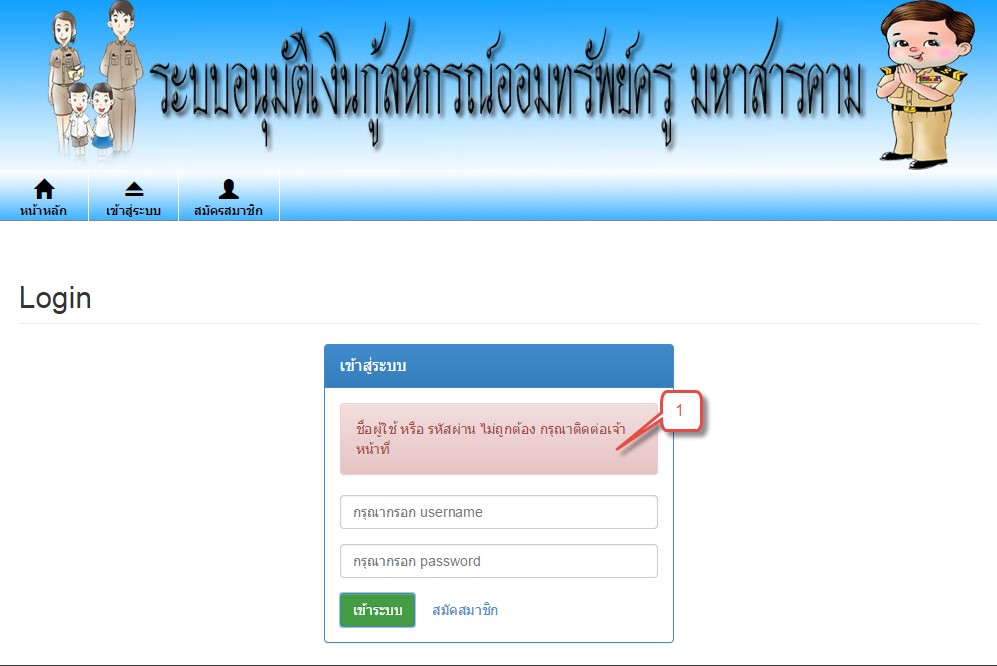 ระบบอนุมัติเงินกู้สหกรณ์ออมทรัพย์ครู มหาสารคาม
หน้าหลัก เข้าสู่ระบบ สมัครสมาชิก
Login
เข้าสู่ระบบ
1
ชื่อผู้ใช้ หรือ รหัสผ่าน ไม่ถูกต้อง กรุณาติดต่อเจ้า
หน้าที่
กรุณากรอก username
กรุณากรอก password
เข้าระบบ สมัคสมาชิก